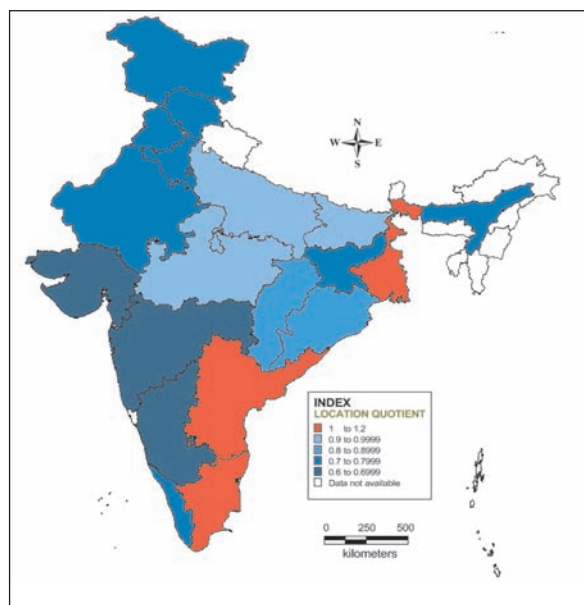 N
W E
S
INDEX
LOCATION QUOTIENT
1 to 1.2
0.9 to 0.9999
0.8 to 0.8999
0.7 to 0.7999
0.6 to 0.6999
Data not available
0 250 500
kilometers